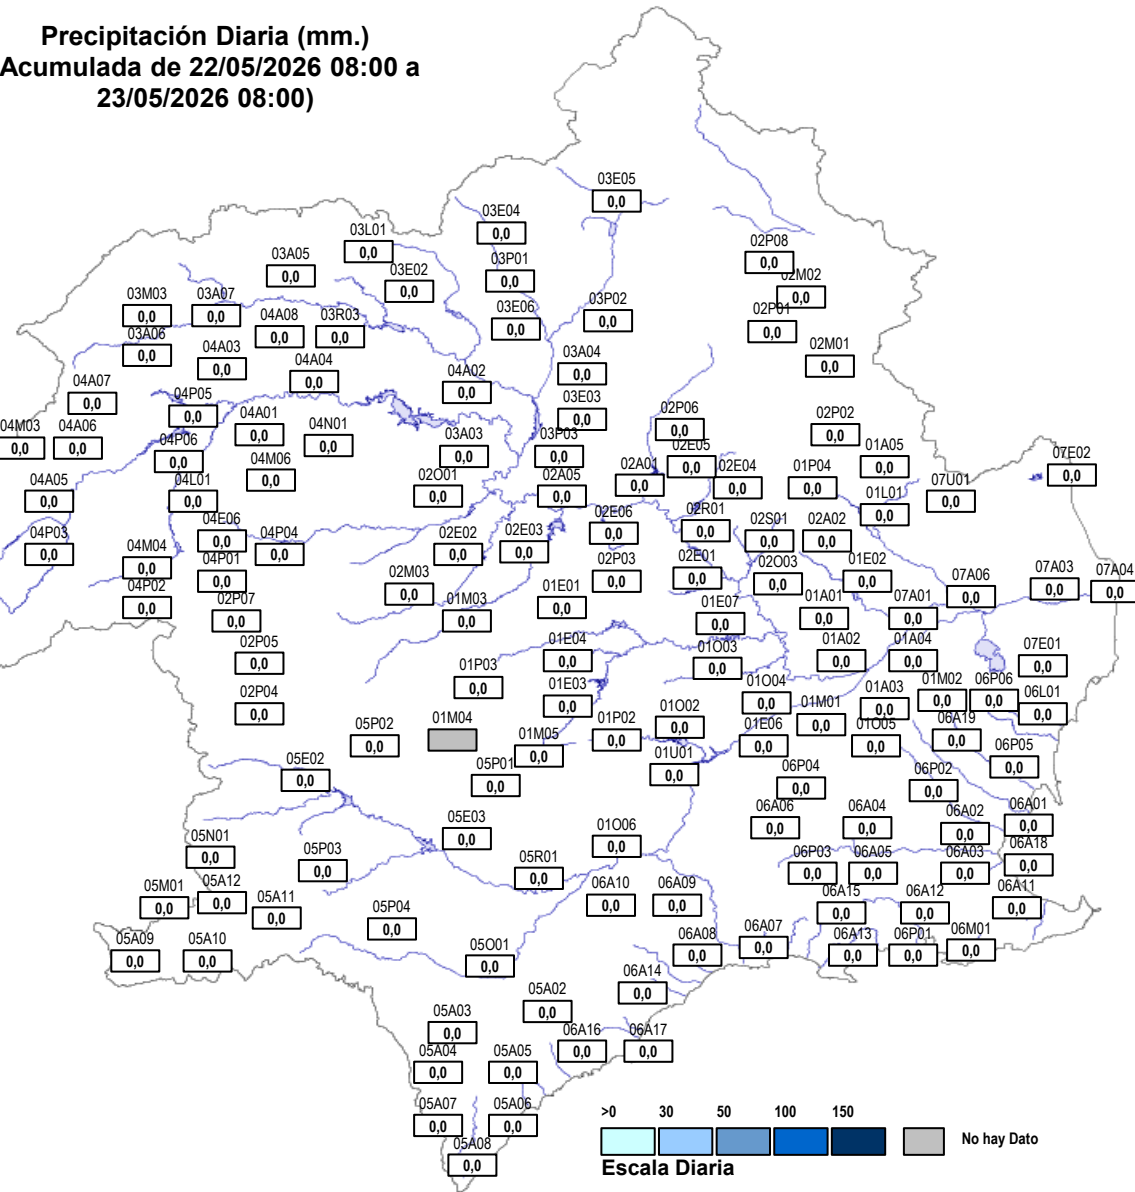 Precipitación Diaria (mm.)
Acumulada de 22/05/2026 08:00 a
23/05/2026 08:00)
03E05
0,0
03E04
0,0
03L01
0,0
02P08
0,0
03A05
0,0
03P01
0,0
03E02
0,0
02M02
0,0
03M03
0,0
03A07
0,0
03P02
0,0
04A08
0,0
03R03
0,0
03E06
0,0
02P01
0,0
03A06
0,0
04A03
0,0
03A04
0,0
02M01
0,0
04A04
0,0
04A07
0,0
04A02
0,0
04P05
0,0
03E03
0,0
02P06
0,0
02P02
0,0
04A01
0,0
04M03
0,0
04A06
0,0
04N01
0,0
03A03
0,0
03P03
0,0
04P06
0,0
02E05
0,0
01A05
0,0
07E02
0,0
04M06
0,0
02A01
0,0
02E04
0,0
01P04
0,0
04A05
0,0
04L01
0,0
02O01
0,0
02A05
0,0
07U01
0,0
01L01
0,0
04E06
0,0
02E06
0,0
02R01
0,0
02S01
0,0
02A02
0,0
04P03
0,0
04P04
0,0
02E02
0,0
02E03
0,0
04M04
0,0
04P01
0,0
02P03
0,0
02E01
0,0
02O03
0,0
01E02
0,0
02M03
0,0
07A06
0,0
07A03
0,0
07A04
0,0
04P02
0,0
02P07
0,0
01M03
0,0
01E01
0,0
01E07
0,0
01A01
0,0
07A01
0,0
02P05
0,0
01E04
0,0
01O03
0,0
01A02
0,0
01A04
0,0
07E01
0,0
01P03
0,0
02P04
0,0
01E03
0,0
01O04
0,0
01A03
0,0
01M02
0,0
06P06
0,0
06L01
0,0
05P02
0,0
01M04
01M05
0,0
01P02
0,0
01O02
0,0
01E06
0,0
01M01
0,0
01O05
0,0
06A19
0,0
05E02
0,0
05P01
0,0
01U01
0,0
06P04
0,0
06P02
0,0
06P05
0,0
05E03
0,0
01O06
0,0
06A06
0,0
06A04
0,0
06A02
0,0
06A01
0,0
05N01
0,0
05P03
0,0
05R01
0,0
06P03
0,0
06A05
0,0
06A03
0,0
06A18
0,0
05M01
0,0
05A12
0,0
05A11
0,0
06A10
0,0
06A09
0,0
06A15
0,0
06A12
0,0
06A11
0,0
05P04
0,0
05A09
0,0
05A10
0,0
05O01
0,0
06A08
0,0
06A07
0,0
06A13
0,0
06P01
0,0
06M01
0,0
06A14
0,0
05A02
0,0
05A03
0,0
06A16
0,0
06A17
0,0
05A04
0,0
05A05
0,0
05A07
0,0
05A06
0,0
05A08
0,0
>0 30 50 100 150
No hay Dato
Escala Diaria